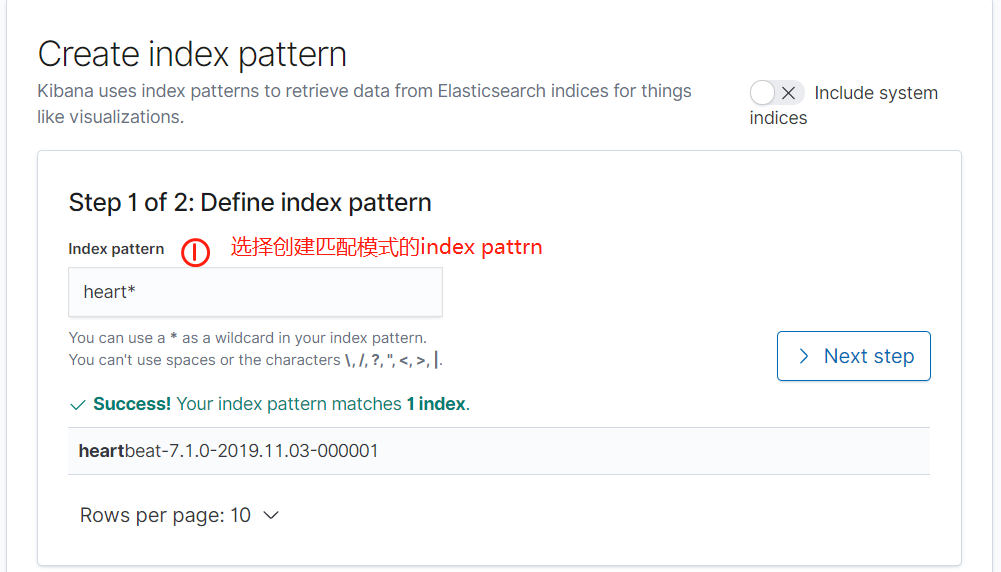 Create index pattern
Kibana uses index patterns to retrieve data from Elasticsearch indices for things
like visualizations.
Include system
indices
Step 1 of 2: Define index pattern
Index pattern ① 选择创建匹配模式的index pattrn
heart*
You can use a * as a wildcard in your index pattern.
You can't use spaces or the characters \, /, ?, ", <, >, |.
Next step
Success! Your index pattern matches 1 index.
heartbeat-7.1.0-2019.11.03-000001
Rows per page: 10